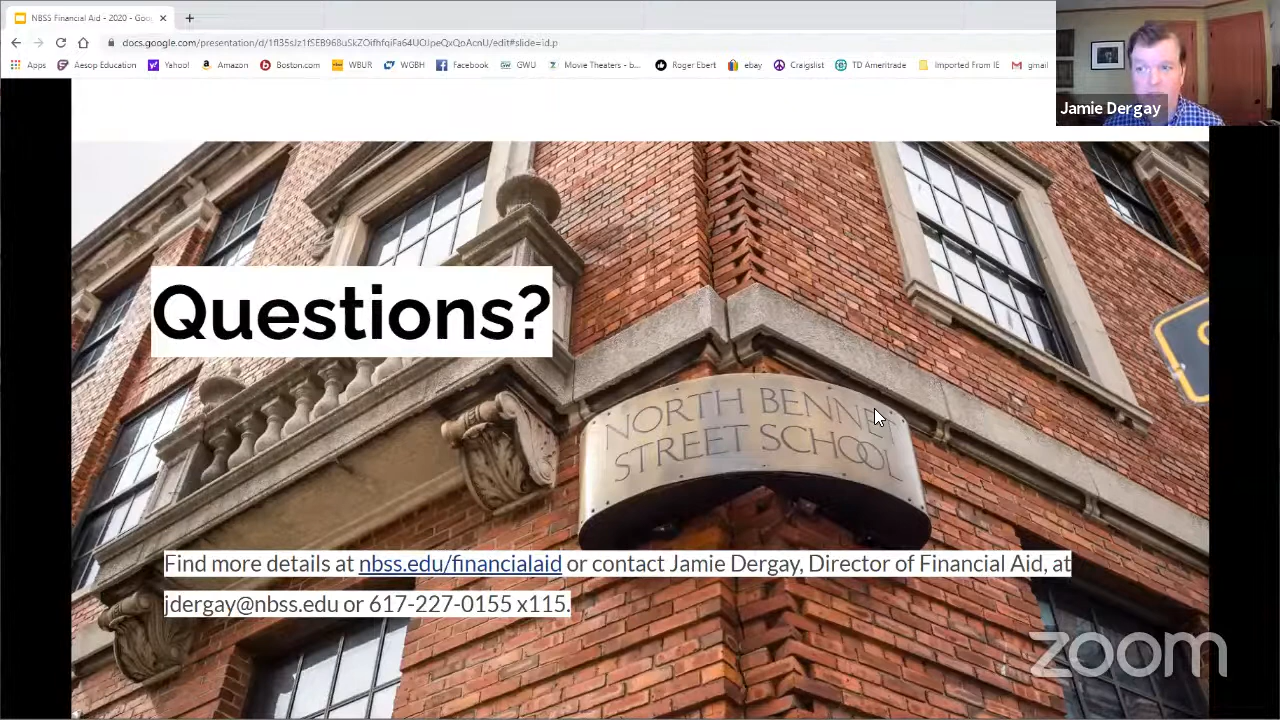 NBSS Financial Aid - 2020 - Goo
docs.google.com/presentation/d/
/edit#slide=id.p
Apps Aesop Education Yahoo! Amazon Boston.com WBUR WGBH Facebook GWU Movie Theaters - b... Roger Ebert ebay Craigslist TD Ameritrade Imported From IE gmail
Jamie Dergay
Questions?
NORTH BENNET
STREET SCHOOL
Find more details at nbss.edu/financialaid or contact Jamie Dergay, Director of Financial Aid, at
jdergay@nbss.edu or 617-227-0155 x115.
zoom